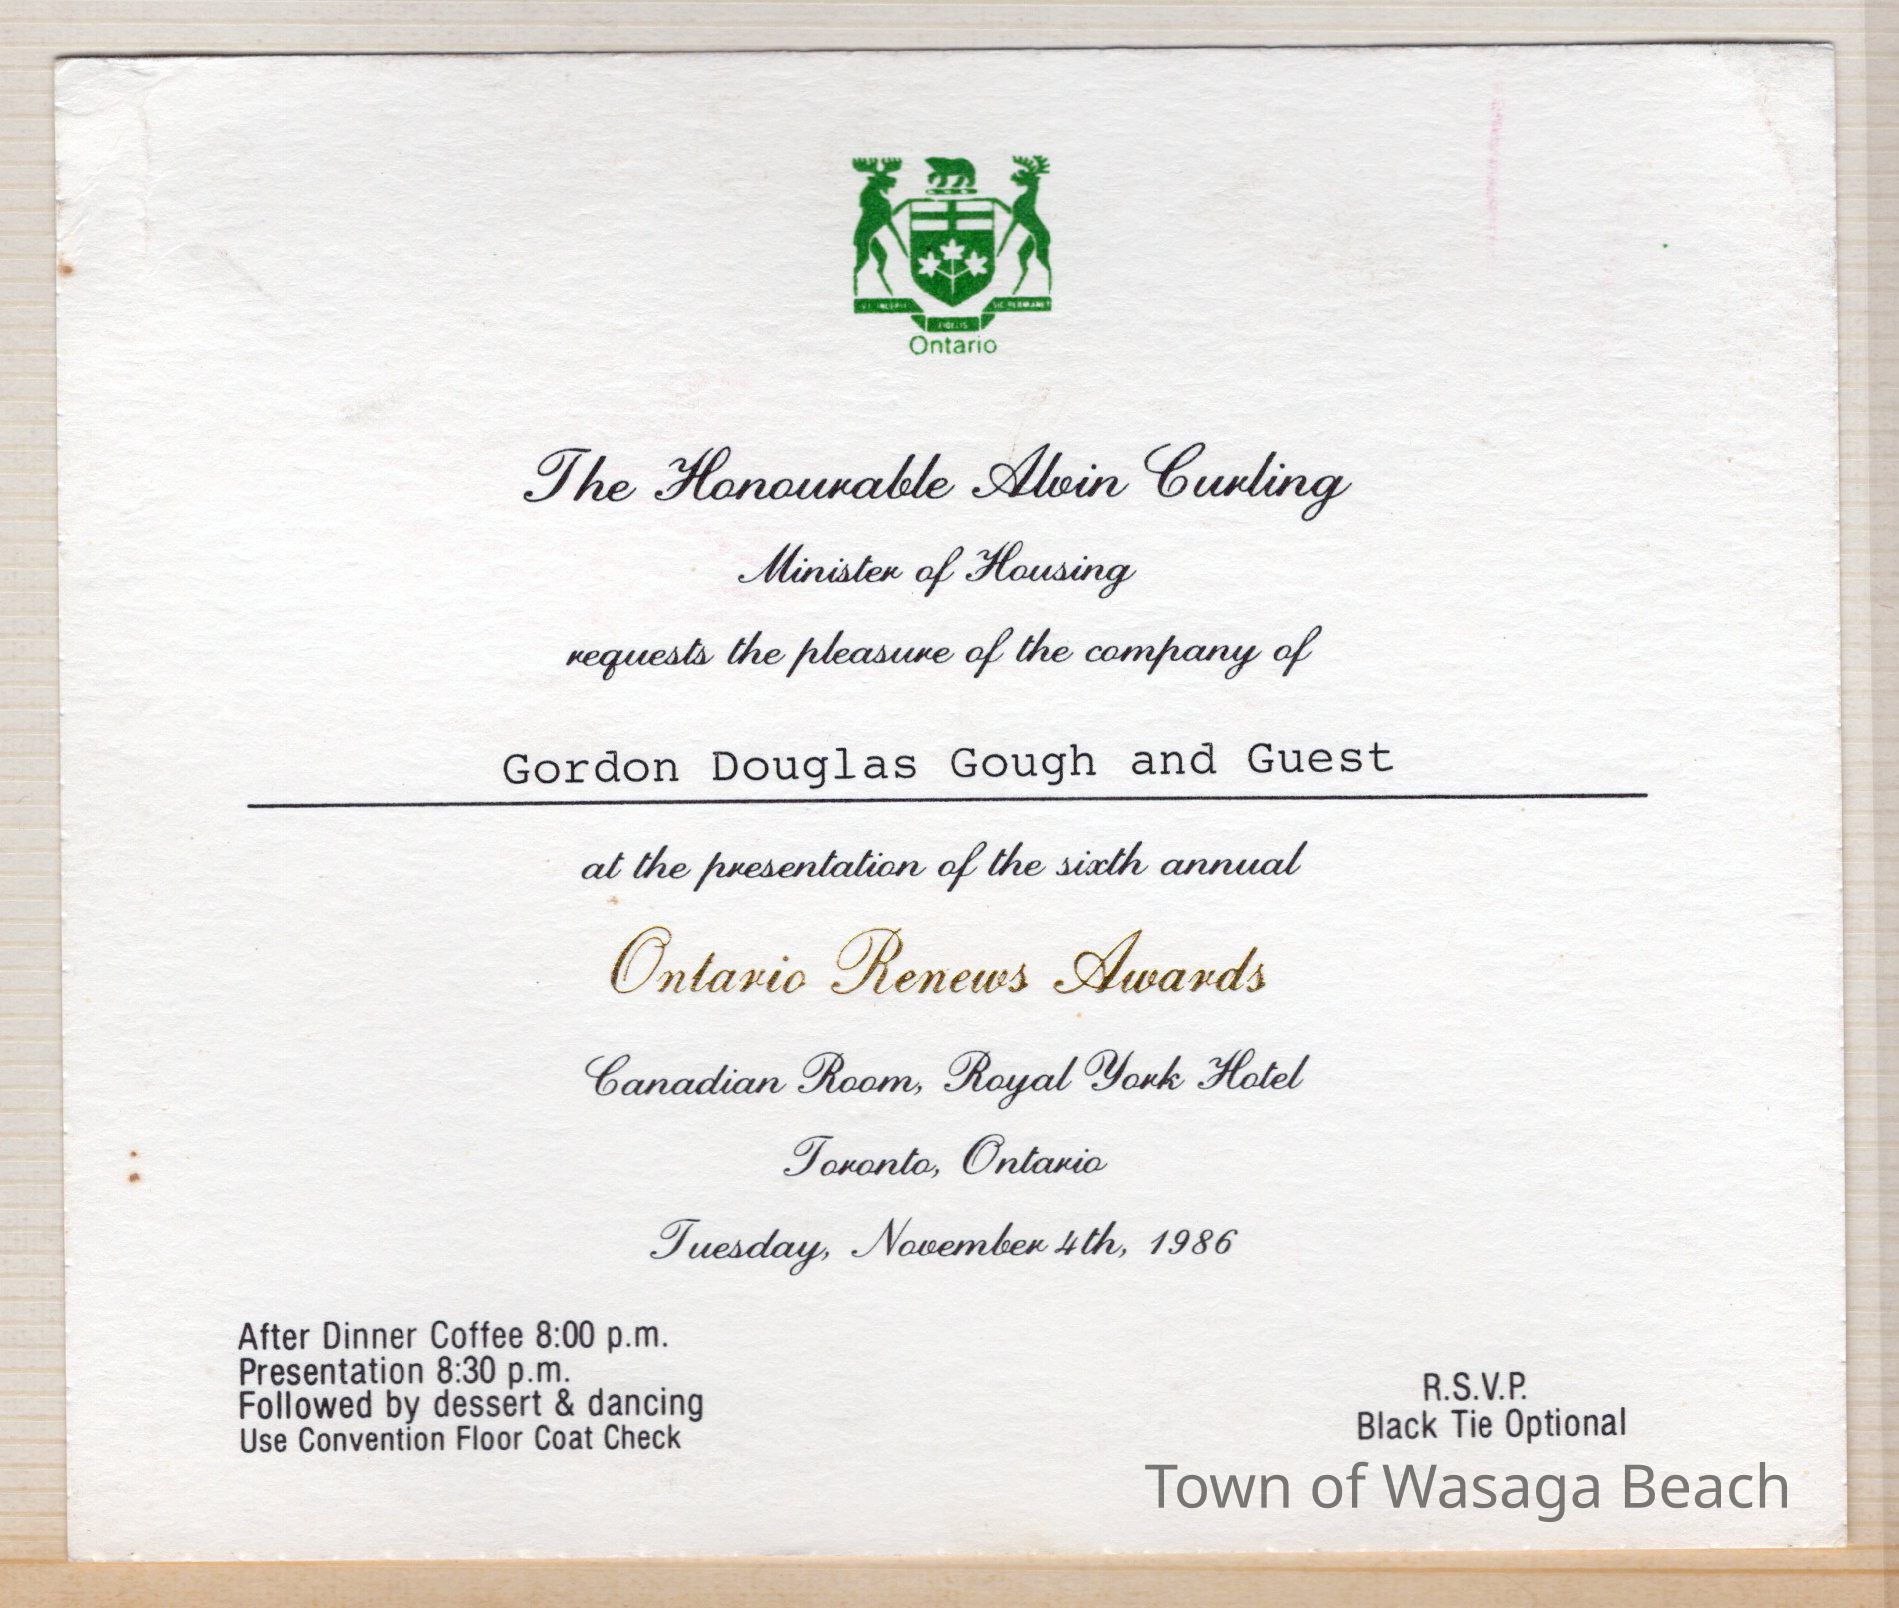 Ontario
The Honourable Alvin Curling
Minister of Housing
requests the pleasure of the company of
Gordon Douglas Gough and Guest
at the presentation of the sixth annual
Ontario Renews Awards
Canadian Room, Royal York Hotel
Toronto, Ontario
Tuesday, November 4th, 1986
After Dinner Coffee 8:00 p.m.
Presentation 8:30 p.m.
Followed by dessert & dancing
Use Convention Floor Coat Check
R.S.V.P.
Black Tie Optional
Town of Wasaga Beach